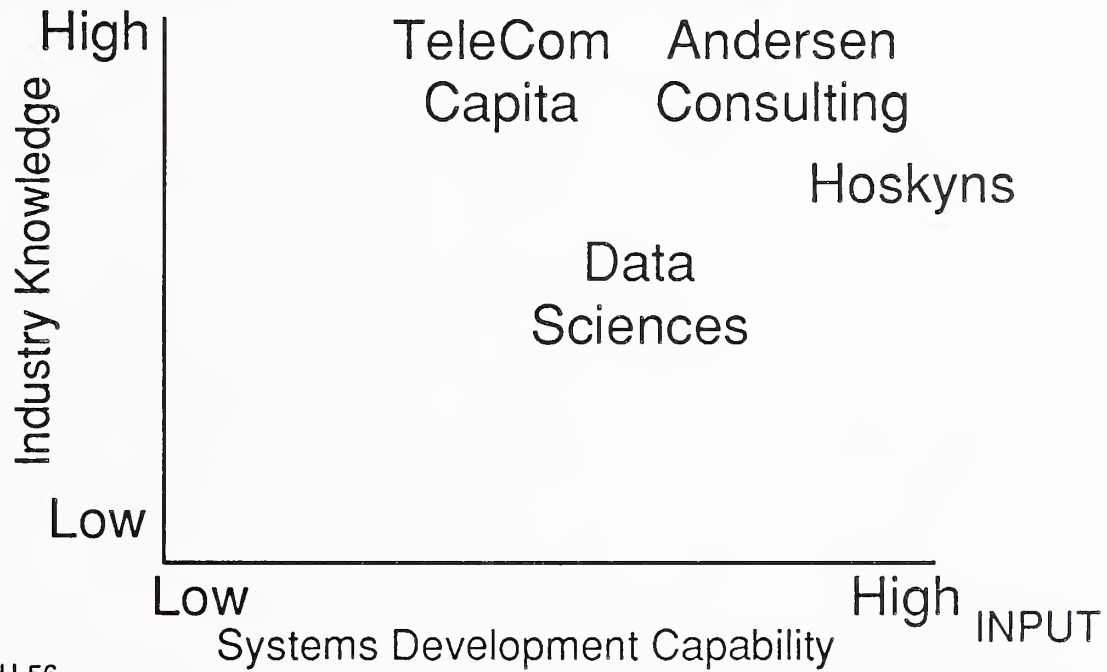 High
TeleCom Andersen
Capita Consulting
Hoskyns
Data
Sciences
Industry Knowledge
Low
Low High
INPUT
Systems Development Capability